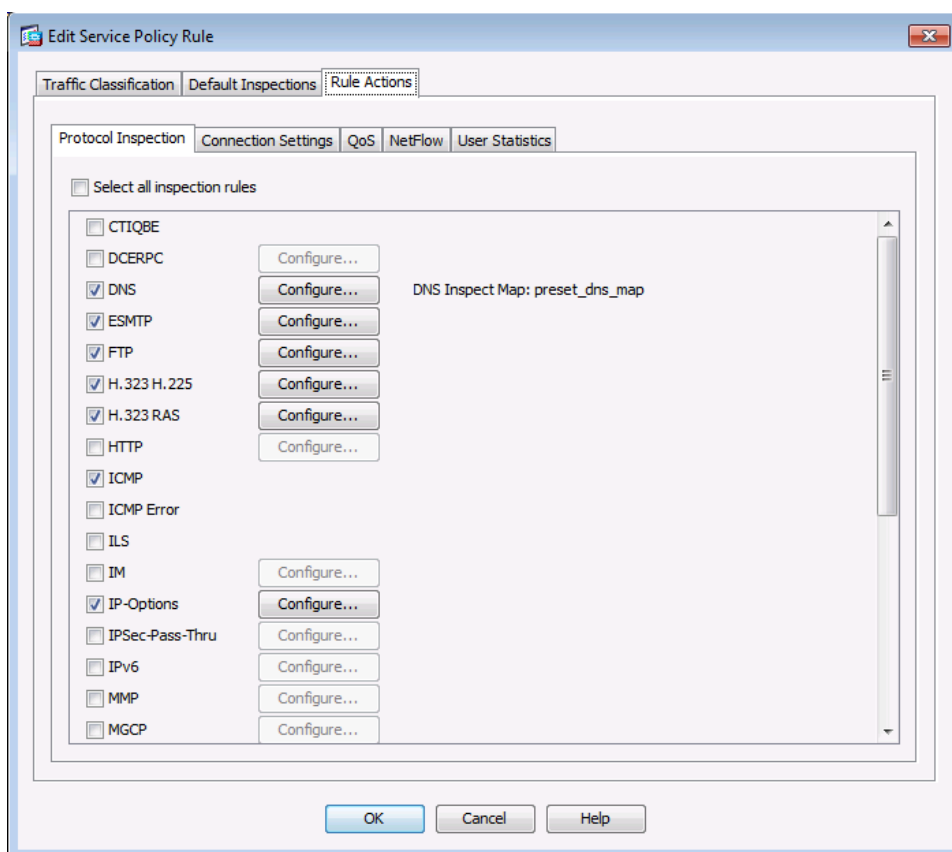 Edit Service Policy Rule
Traffic Classification Default Inspections Rule Actions
Protocol Inspection Connection Settings QoS NetFlow User Statistics
Select all inspection rules
CTIQBE
DCERPC Configure...
DNS Configure... DNS Inspect Map: preset_dns_map
ESMTP Configure...
FTP Configure...
H.323 H.225 Configure...
H.323 RAS Configure...
HTTP Configure...
ICMP
ICMP Error
ILS
IM Configure...
IP-Options Configure...
IPSec-Pass-Thru Configure...
IPv6 Configure...
MMP Configure...
MGCP Configure...
OK Cancel Help